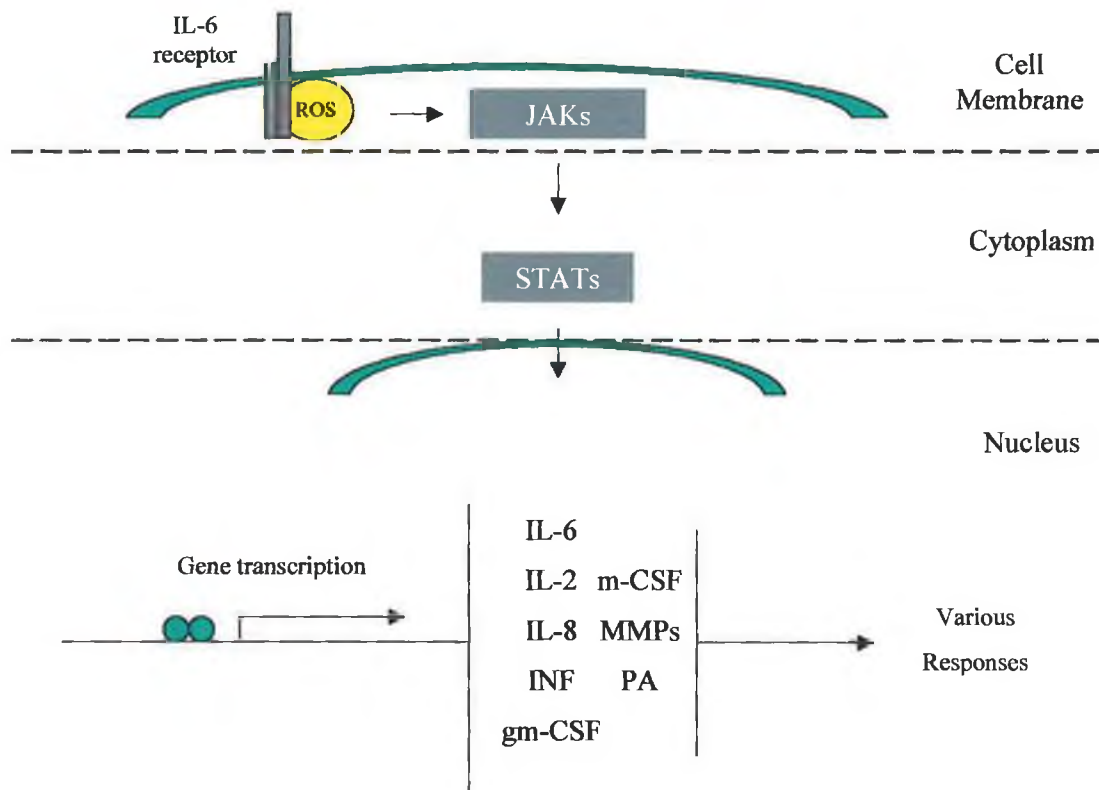 IL-6
receptor
ROS
JAKs
Cell
Membrane
Cytoplasm
STATs
Nucleus
Gene transcription
IL-6
IL-2 m-CSF
IL-8 MMPs
INF PA
gm-CSF
Various
Responses